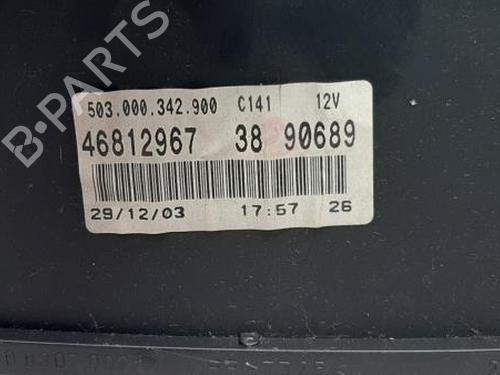 B-Parts
503.000.342.900 C141 12V
46812967 38 90689
29/12/03 17:57 26